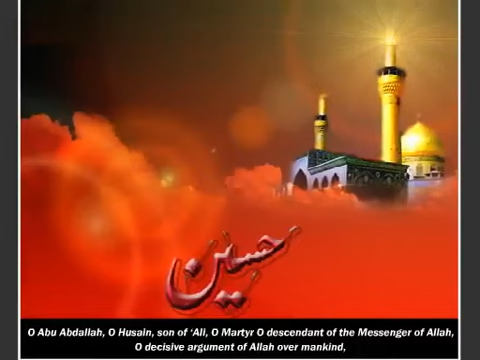 حسین
O Abu Abdallah, O Husain, son of ‘Ali, O Martyr O descendant of the Messenger of Allah,
O decisive argument of Allah over mankind,